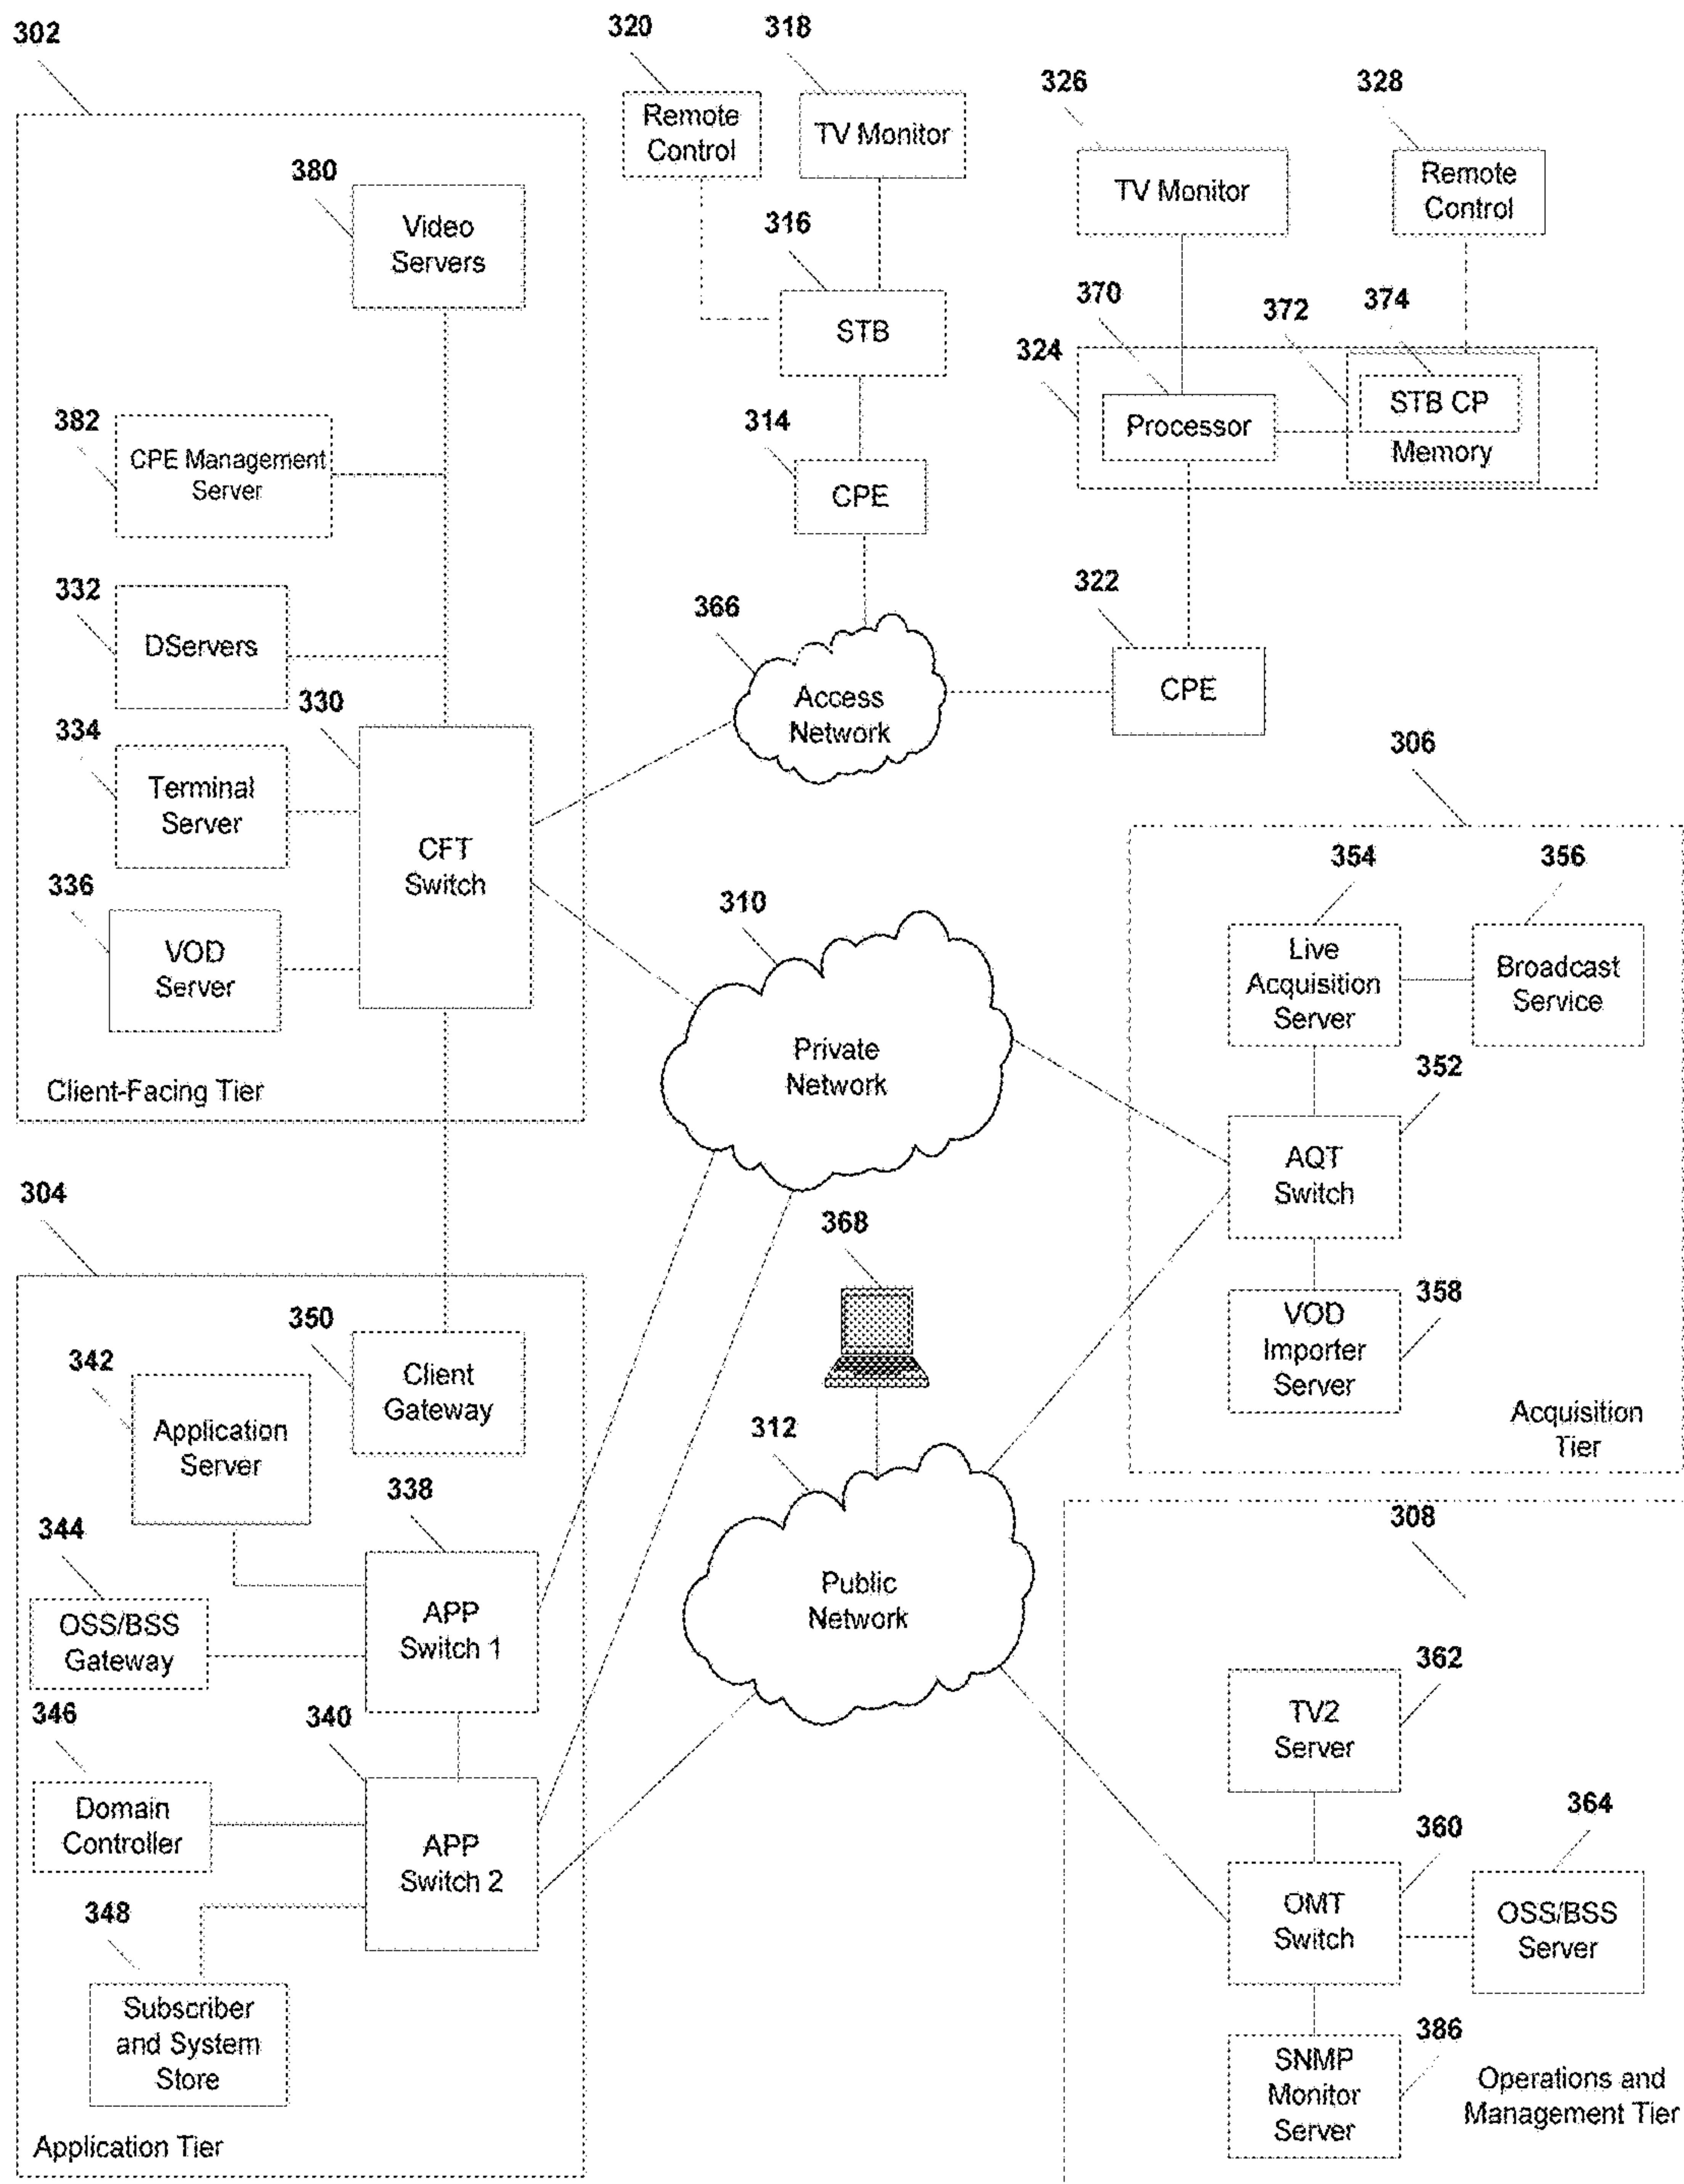 302
320
318
326
328
Remote
Control
TV Monitor
TV Monitor
Remote
Control
380
Video
Servers
316
STB
370
372
374
324
STB CP
Processor
Memory
382
CPE Management
Server
314
CPE
332
DServers
366
322
Access
Network
CPE
330
334
Terminal
Server
CFT
Switch
336
VOD
Server
Client-Facing Tier
306
310
Private
Network
354
356
Live
Acquisition
Server
Broadcast
Service
352
AQT
Switch
304
368
350
Client
Gateway
342
Application
Server
358
VOD
Importer
Server
Acquisition
Tier
312
Public
Network
338
344
OSS/BSS
Gateway
APP
Switch 1
308
346
Domain
Controller
340
APP
Switch 2
362
TV2
Server
348
Subscriber
and System
Store
360
364
OMT
Switch
OSS/BSS
Server
386
SNMP
Monitor
Server
Operations and
Management Tier
Application Tier